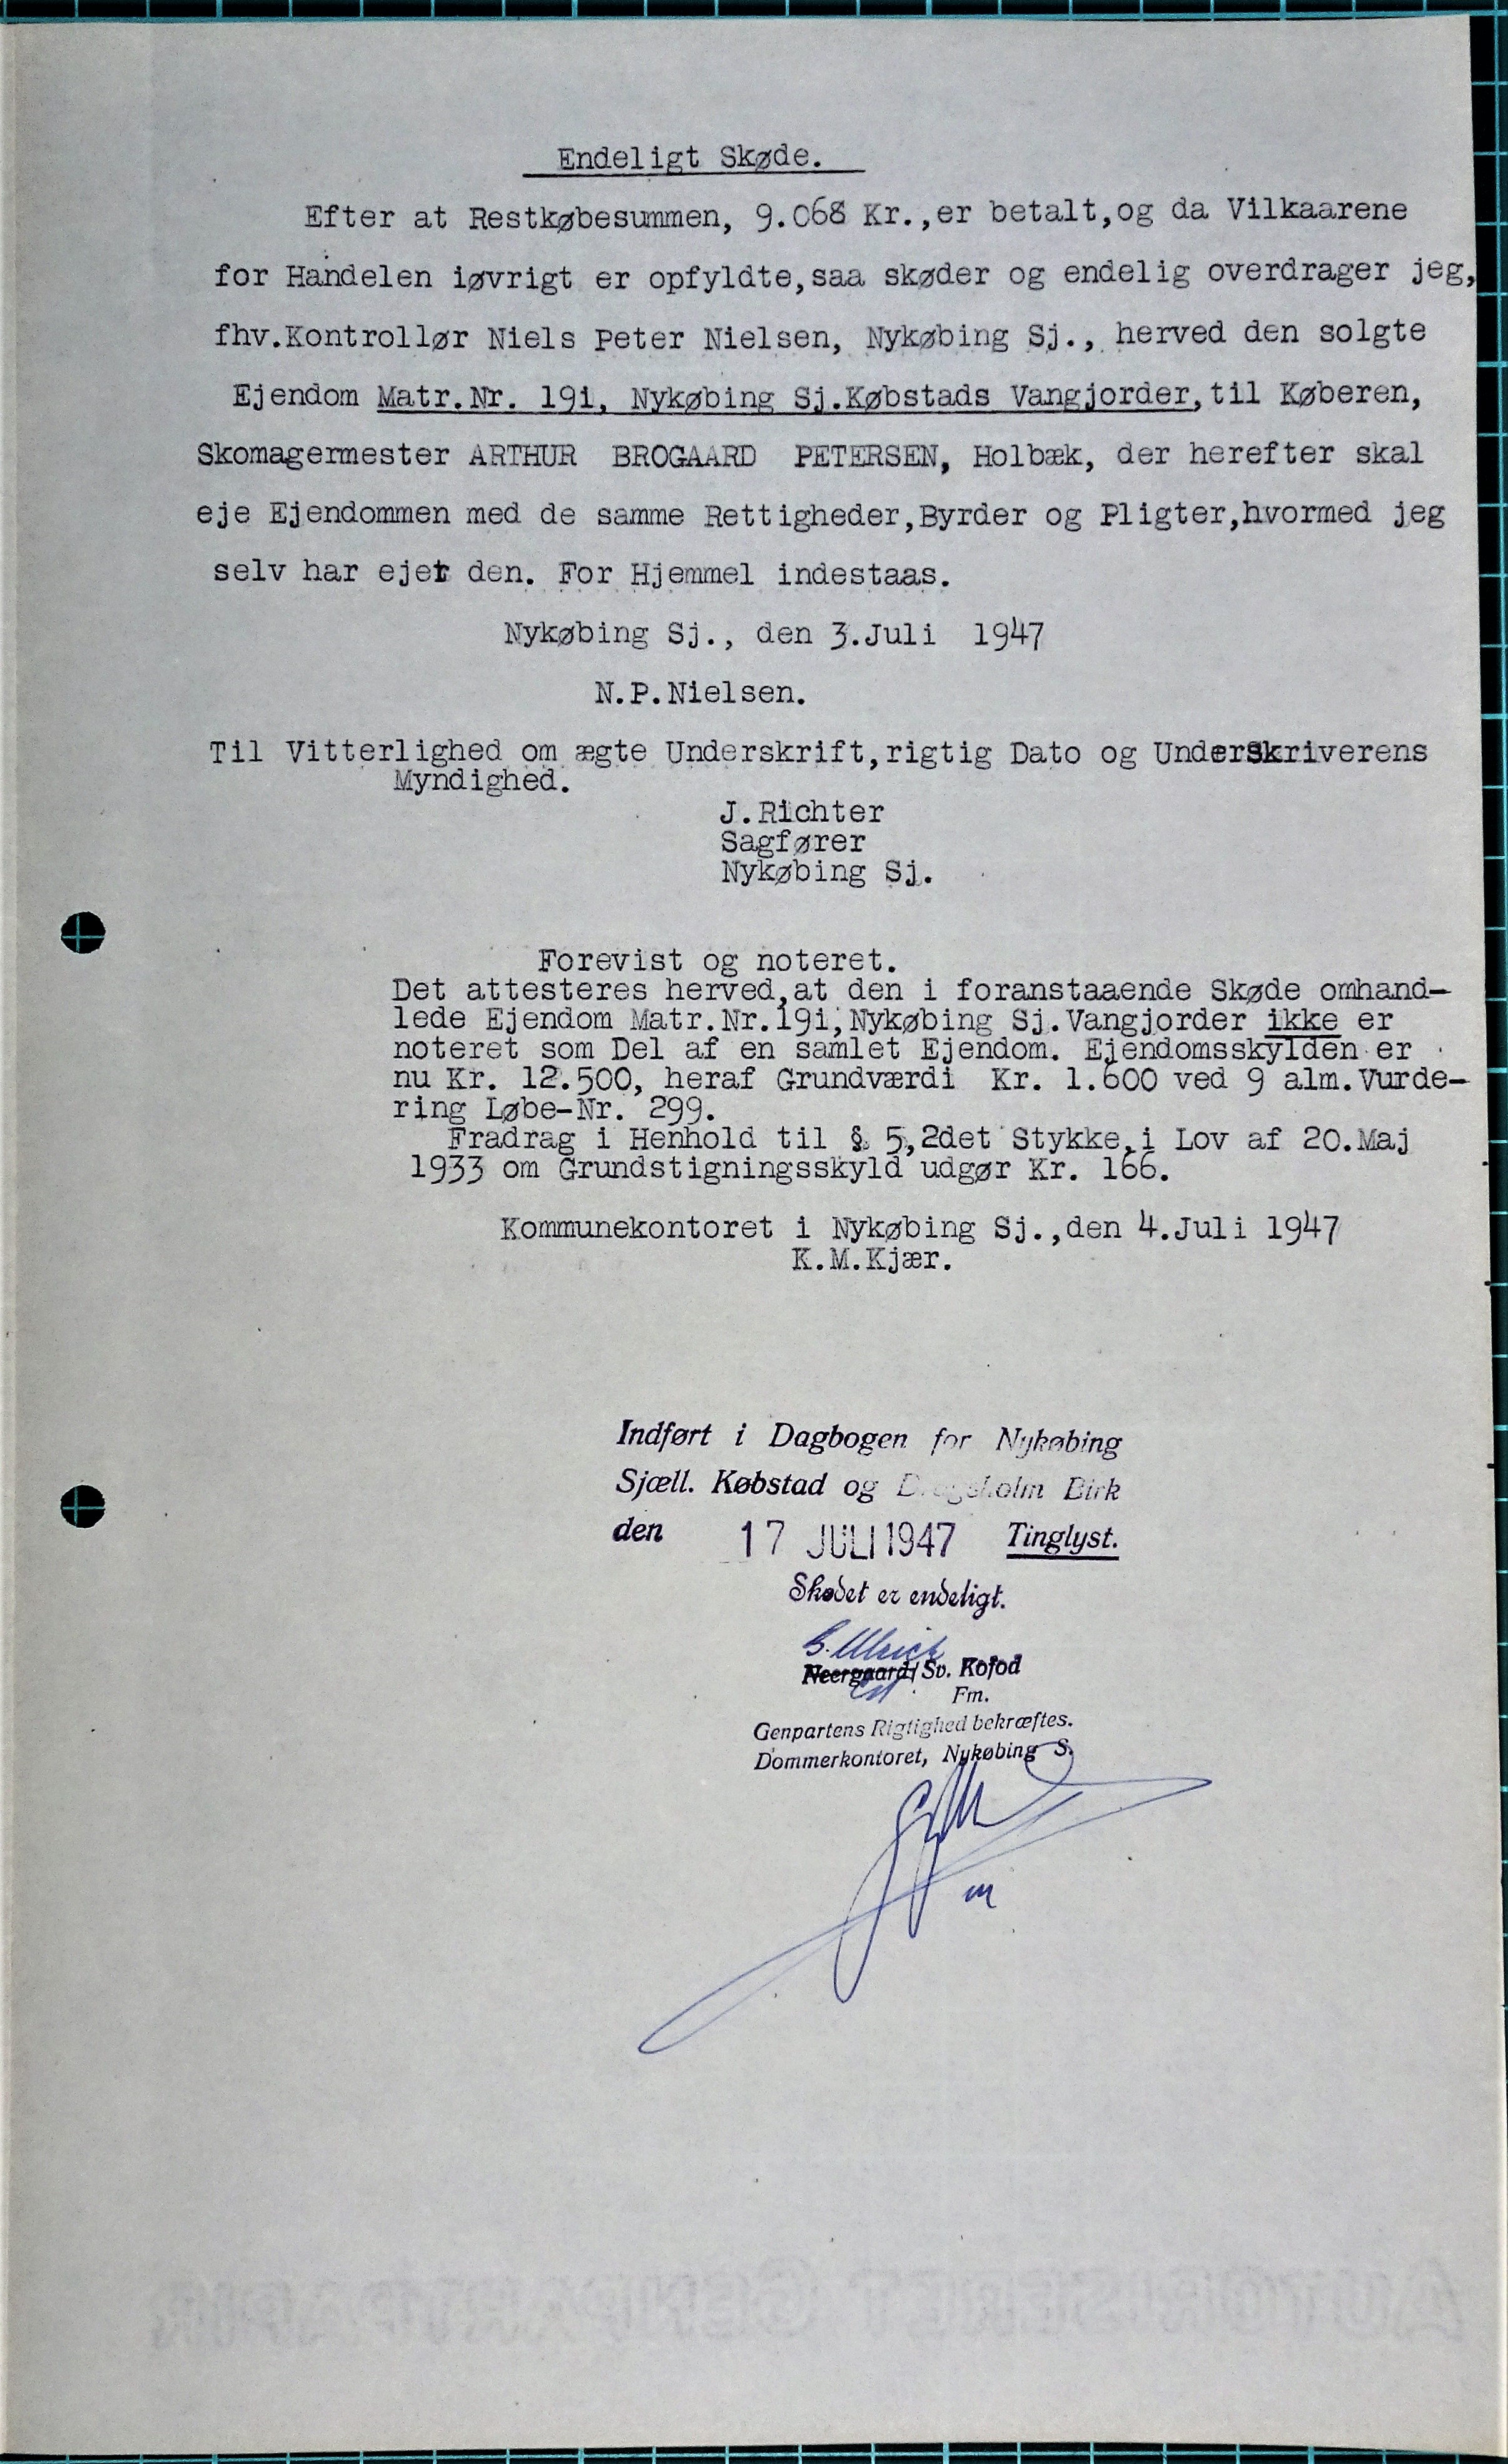 Endeligt Skøde.
Efter at Restkøbesummen, 9.068 Kr.,er betalt,og da Vilkaarene
for Handelen iøvrigt er opfyldte,saa skøder og endelig overdrager jeg,
fhv.Kontrollør Niels Peter Nielsen, Nykøbing Sj., herved den solgte
Ejendom Matr.Nr. 19i, Nykøbing Sj.Købstads Vangjorder,til Køberen,
Skomagermester ARTHUR BROGAARD PETERSEN, Holbæk, der herefter skal
eje Ejendommen med de samme Rettigheder,Byrder og Pligter,hvormed jeg
selv har ejet den. For Hjemmel indestaas.
Nykøbing Sj., den 3.Juli 1947
N.P.Nielsen.
Til Vitterlighed om ægte Underskrift,rigtig Dato og Underskriverens
Myndighed.
J.Richter
Sagfører
Nykøbing Sj.
Forevist og noteret.
Det attesteres herved,at den i foranstaaende Skøde omhand-
lede Ejendom Matr.Nr.19i,Nykøbing Sj.Vangjorder ikke er
noteret som Del af en samlet Ejendom. Ejendomsskylden er
nu Kr. 12.500, heraf Grundværdi Kr. 1.600 ved 9 alm.Vurde-
ring Løbe-Nr. 299.
Fradrag i Henhold til § 5,2det Stykke,i Lov af 20.Maj
1933 om Grundstigningsskyld udgør Kr. 166.
Kommunekontoret i Nykøbing Sj.,den 4.Juli 1947
K.M.Kjær.
Indført i Dagbogen for Nykøbing
Sjæll. Købstad og Dragsholm Birk
den 17 JULI 1947 Tinglyst.
Skødet er endeligt.
G. Ulrich
Neergaard/Sv. Kofod
Fm.
Genpartens Rigtighed bekræftes.
Dommerkontoret, Nykøbing S.
AUTORISERET GENPARTPAPIR